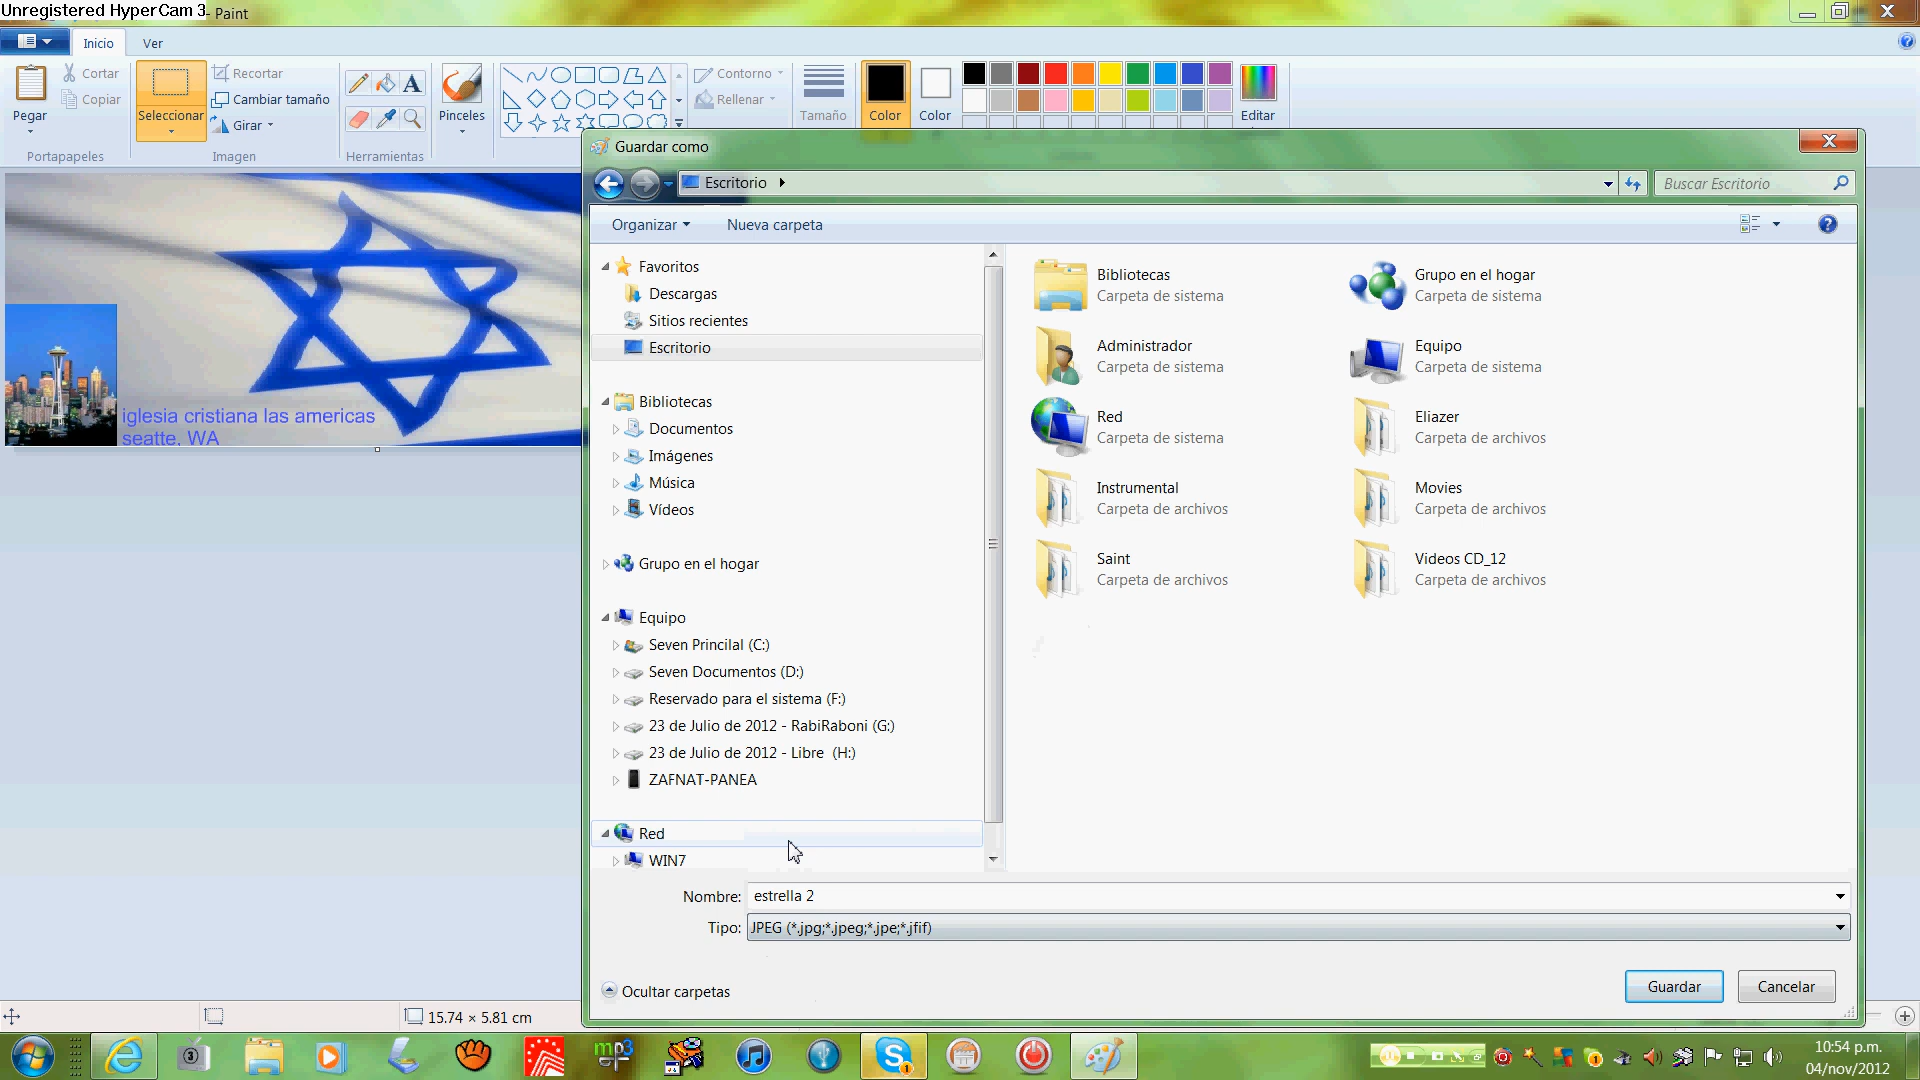 Unregistered HyperCam 3 - Paint
Inicio
Ver
Pegar
Cortar
Copiar
Portapapeles
Seleccionar
Recortar
Cambiar tamaño
Girar
Imagen
A
Herramientas
Pinceles
Contorno
Rellenar
Tamaño
Color
Color
Editar
iglesia cristiana las americas
seatte, WA
Guardar como
Escritorio
Buscar Escritorio
Organizar
Nueva carpeta
Favoritos
Descargas
Sitios recientes
Escritorio
Bibliotecas
Documentos
Imágenes
Música
Vídeos
Grupo en el hogar
Equipo
Seven Princilal (C:)
Seven Documentos (D:)
Reservado para el sistema (F:)
23 de Julio de 2012 - RabiRaboni (G:)
23 de Julio de 2012 - Libre (H:)
ZAFNAT-PANEA
Red
WIN7
Bibliotecas
Carpeta de sistema
Grupo en el hogar
Carpeta de sistema
Administrador
Carpeta de sistema
Equipo
Carpeta de sistema
Red
Carpeta de sistema
Eliazer
Carpeta de archivos
Instrumental
Carpeta de archivos
Movies
Carpeta de archivos
Saint
Carpeta de archivos
Videos CD_12
Carpeta de archivos
Nombre: estrella 2
Tipo: JPEG (*.jpg;*.jpeg;*.jpe;*.jfif)
Ocultar carpetas
Guardar
Cancelar
15.74 × 5.81 cm
3
mp3
1
1
10:54 p.m.
04/nov/2012